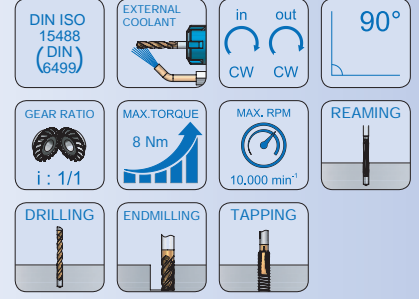 DIN ISO
15488
(DIN
6499)
EXTERNAL
COOLANT
in out
CW CW
90°
GEAR RATIO
i : 1/1
MAX.TORQUE
8 Nm
MAX. RPM
10.000 min⁻¹
REAMING
DRILLING
ENDMILLING
TAPPING